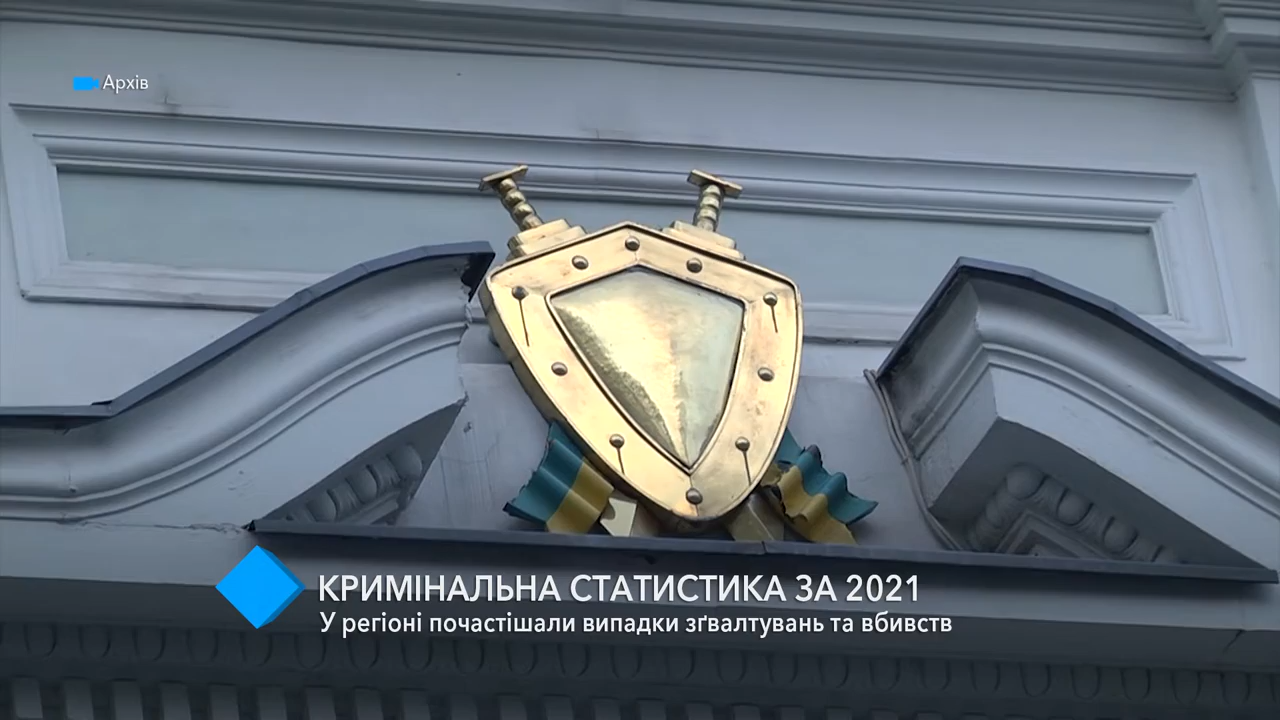 Архів
КРИМІНАЛЬНА СТАТИСТИКА ЗА 2021
У регіоні почастішали випадки зґвалтувань та вбивств